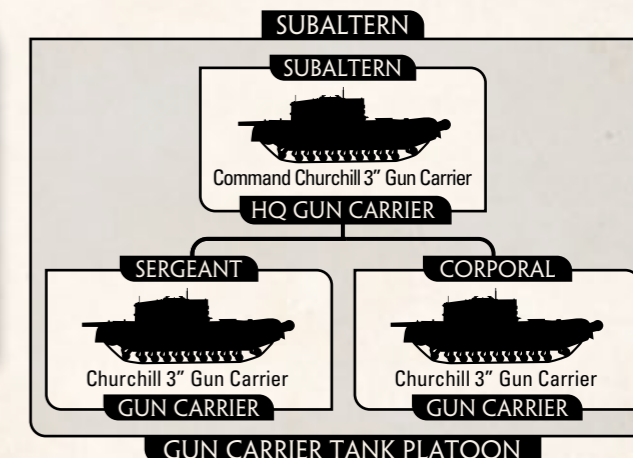 SUBALTERN
SUBALTERN
Command Churchill 3” Gun Carrier
HQ GUN CARRIER
SERGEANT
CORPORAL
Churchill 3” Gun Carrier
Churchill 3” Gun Carrier
GUN CARRIER
GUN CARRIER
GUN CARRIER TANK PLATOON